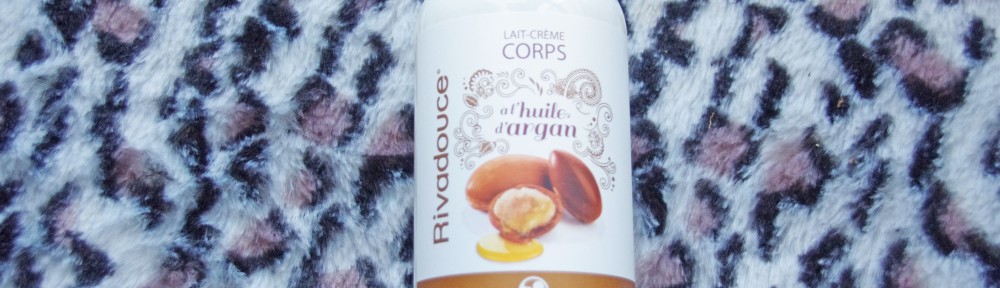 LAIT-CRÈME
CORPS
à l'huile
d'argan
Rivadouce®